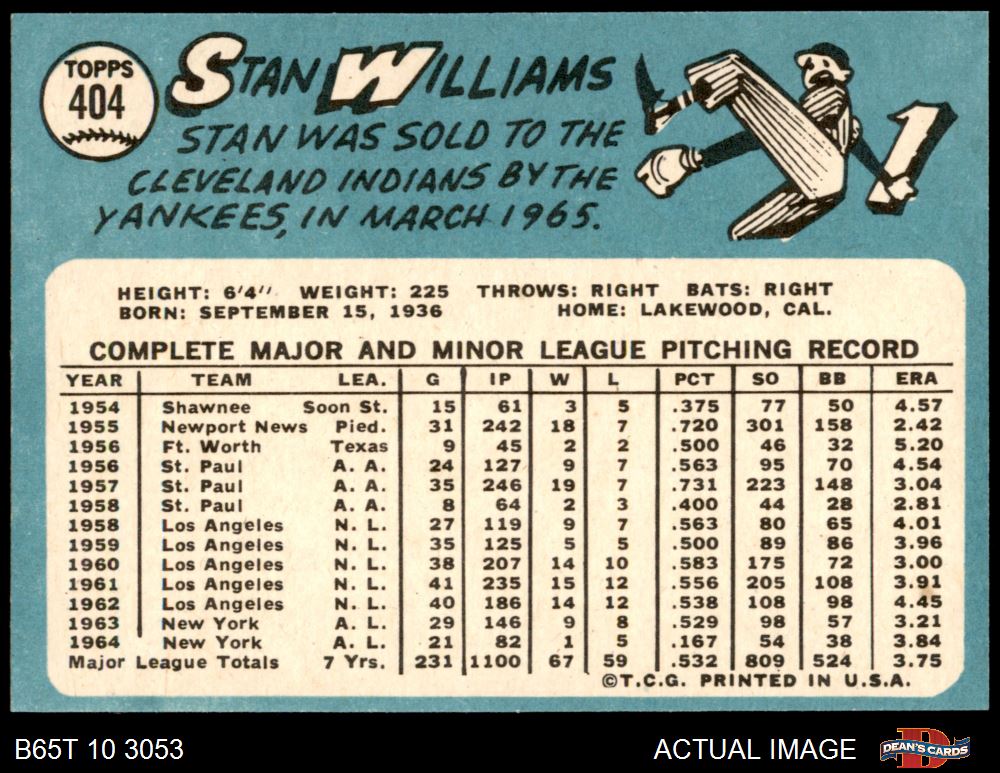 TOPPS
404
STAN WILLIAMS
STAN WAS SOLD TO THE
CLEVELAND INDIANS BY THE
YANKEES, IN MARCH 1965.
1
HEIGHT: 6'4" WEIGHT: 225 THROWS: RIGHT BATS: RIGHT
BORN: SEPTEMBER 15, 1936 HOME: LAKEWOOD, CAL.
COMPLETE MAJOR AND MINOR LEAGUE PITCHING RECORD
YEAR TEAM LEA. G IP W L PCT SO BB ERA
1954 Shawnee Soon St. 15 61 3 5 .375 77 50 4.57
1955 Newport News Pied. 31 242 18 7 .720 301 158 2.42
1956 Ft. Worth Texas 9 45 2 2 .500 46 32 5.20
1956 St. Paul A. A. 24 127 9 7 .563 95 70 4.54
1957 St. Paul A. A. 35 246 19 7 .731 223 148 3.04
1958 St. Paul A. A. 8 64 2 3 .400 44 28 2.81
1958 Los Angeles N. L. 27 119 9 7 .563 80 65 4.01
1959 Los Angeles N. L. 35 125 5 5 .500 89 86 3.96
1960 Los Angeles N. L. 38 207 14 10 .583 175 72 3.00
1961 Los Angeles N. L. 41 235 15 12 .556 205 108 3.91
1962 Los Angeles N. L. 40 186 14 12 .538 108 98 4.45
1963 New York A. L. 29 146 9 8 .529 98 57 3.21
1964 New York A. L. 21 82 1 5 .167 54 38 3.84
Major League Totals 7 Yrs. 231 1100 67 59 .532 809 524 3.75
©T.C.G. PRINTED IN U.S.A.
B65T 10 3053 ACTUAL IMAGE DEAN'S CARDS